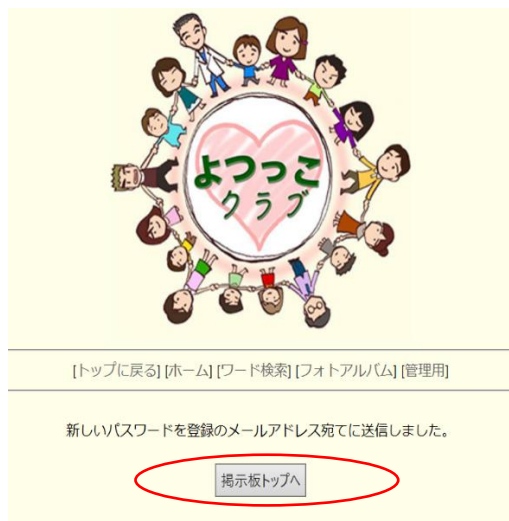 よつっこ
クラブ
[トップに戻る] [ホーム] [ワード検索] [フォトアルバム] [管理用]
新しいパスワードを登録のメールアドレス宛てに送信しました。
掲示板トップへ